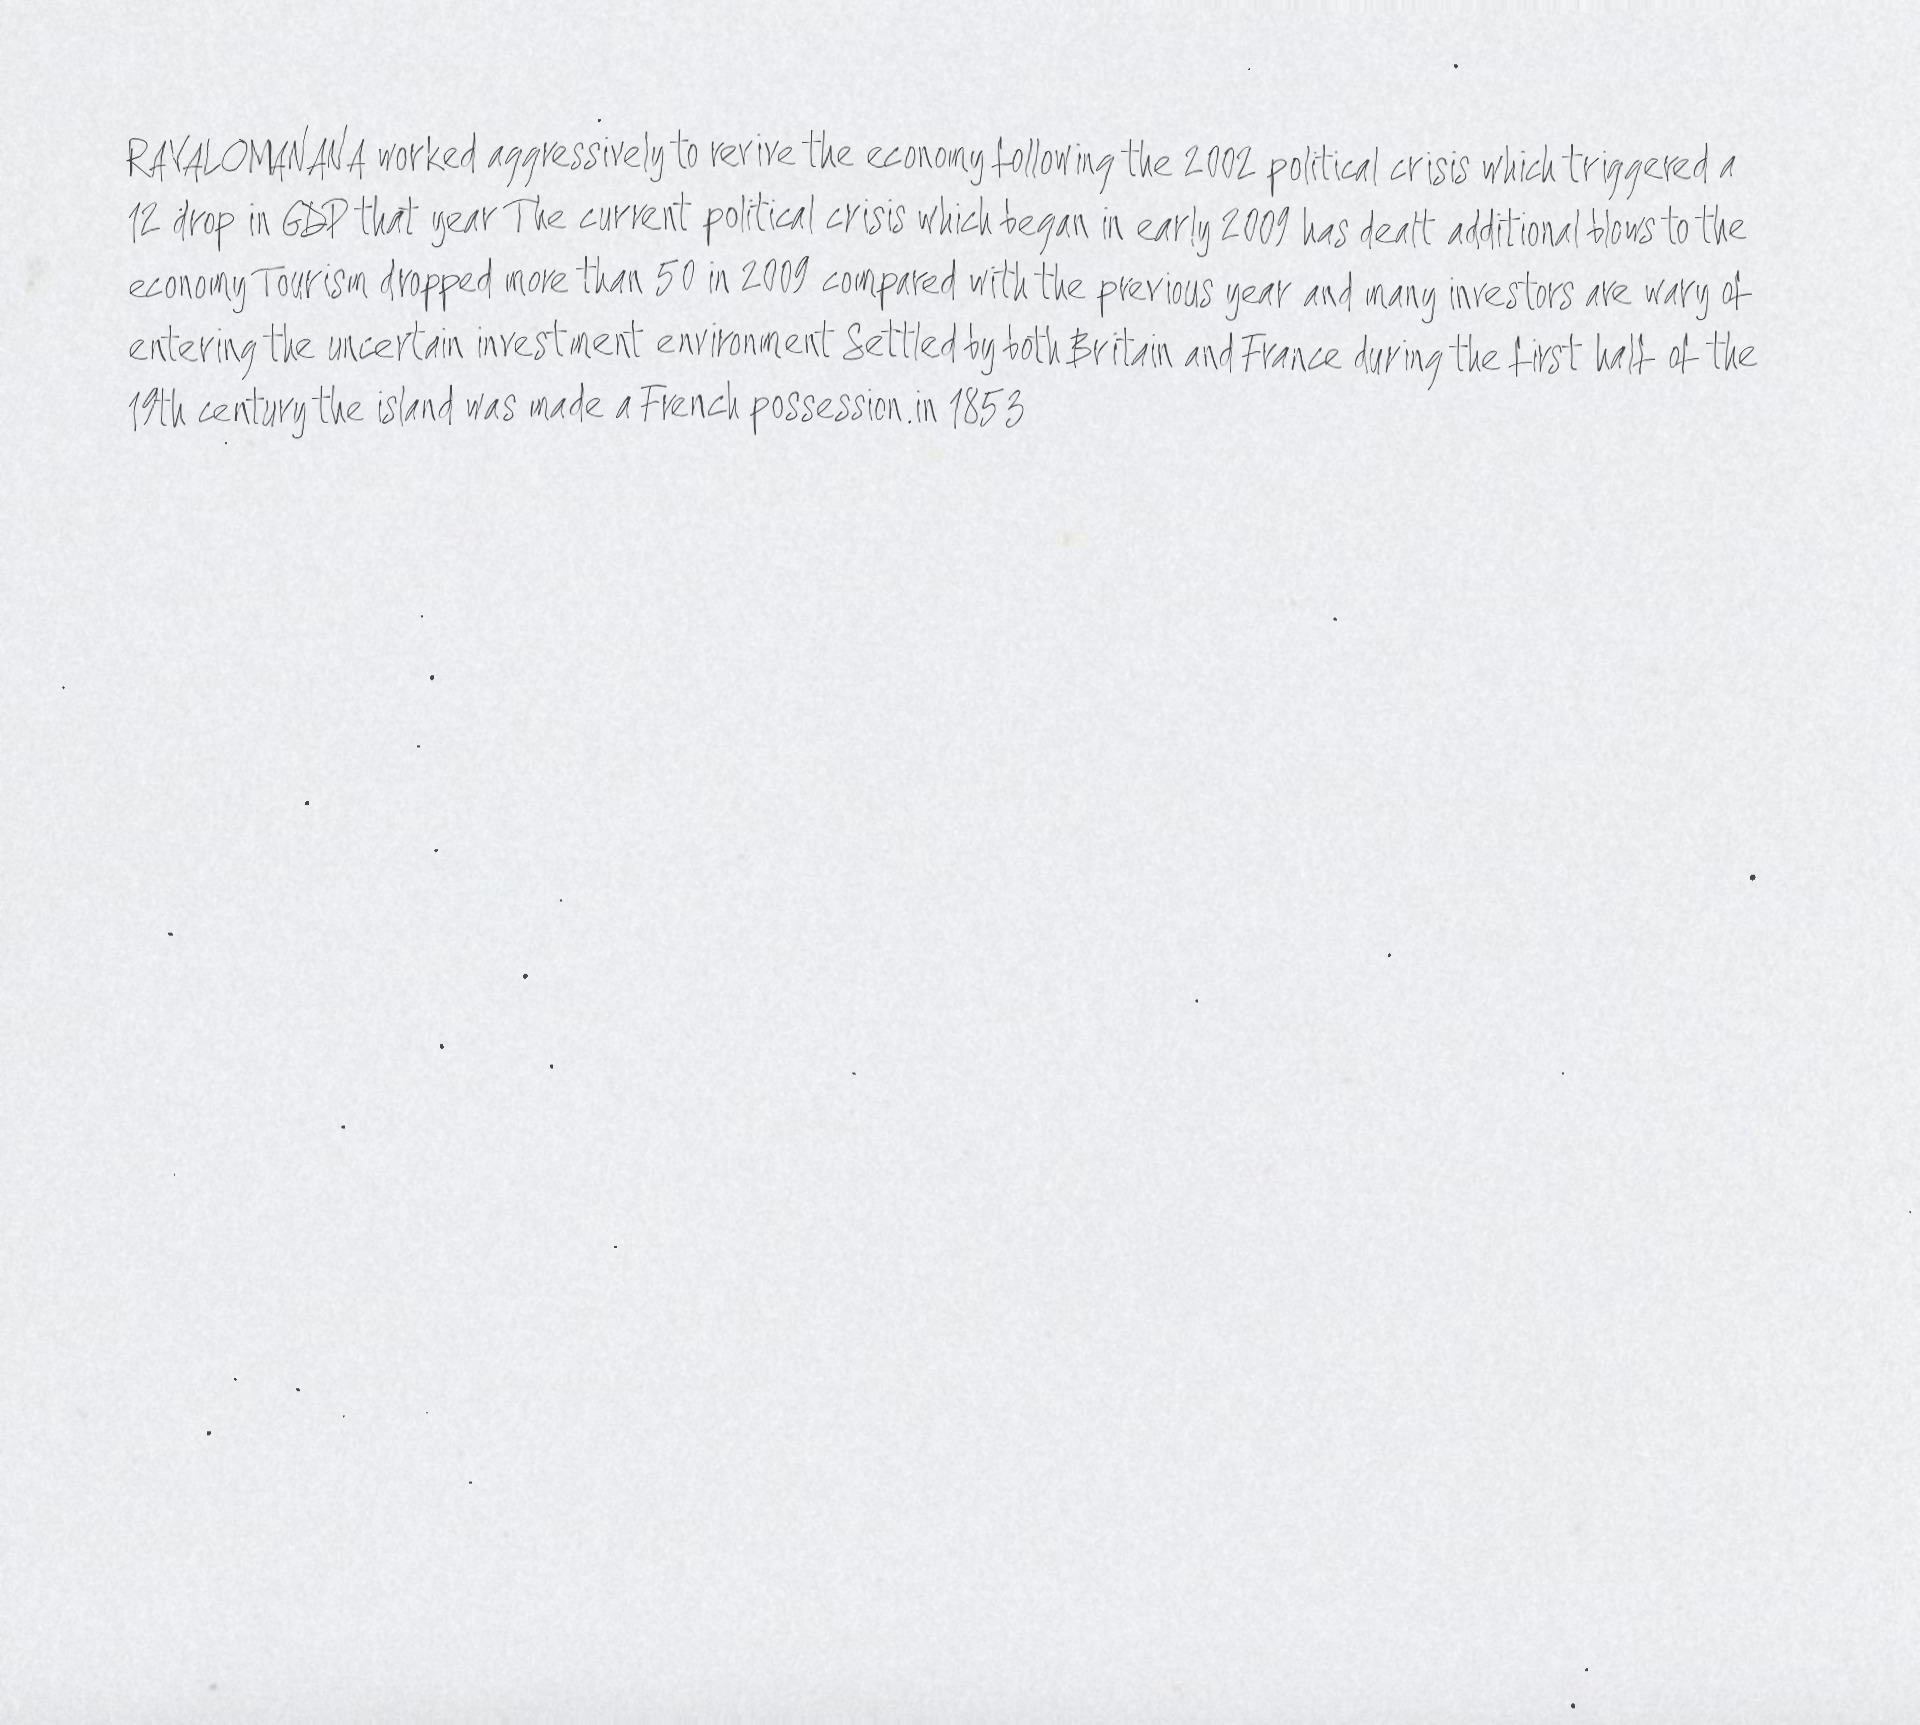 RAVALOMANANA worked aggressively to revive the economy following the 2002 political crisis which triggered a
12 drop in GDP that year The current political crisis which began in early 2009 has dealt additional blows to the
economy Tourism dropped more than 50 in 2009 compared with the previous year and many investors are wary of
entering the uncertain investment environment Settled by both Britain and France during the first half of the
19th century the island was made a French possession in 1853